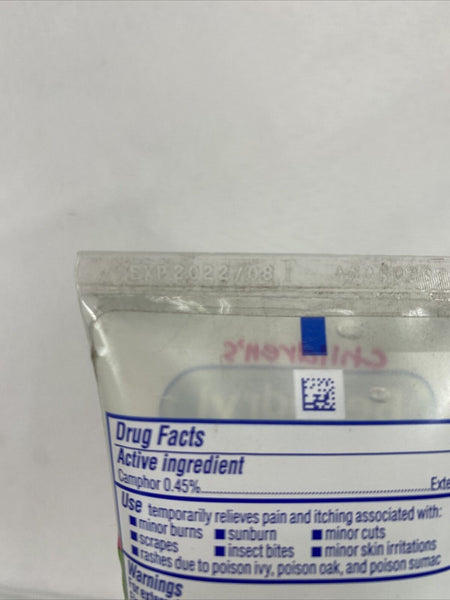 EXP 2022/08
children's
Drug Facts
Active ingredient
Camphor 0.45%
Use temporarily relieves pain and itching associated with:
■ minor burns ■ sunburn ■ minor cuts
■ scrapes ■ insect bites ■ minor skin irritations
■ rashes due to poison ivy, poison oak, and poison sumac
Warnings